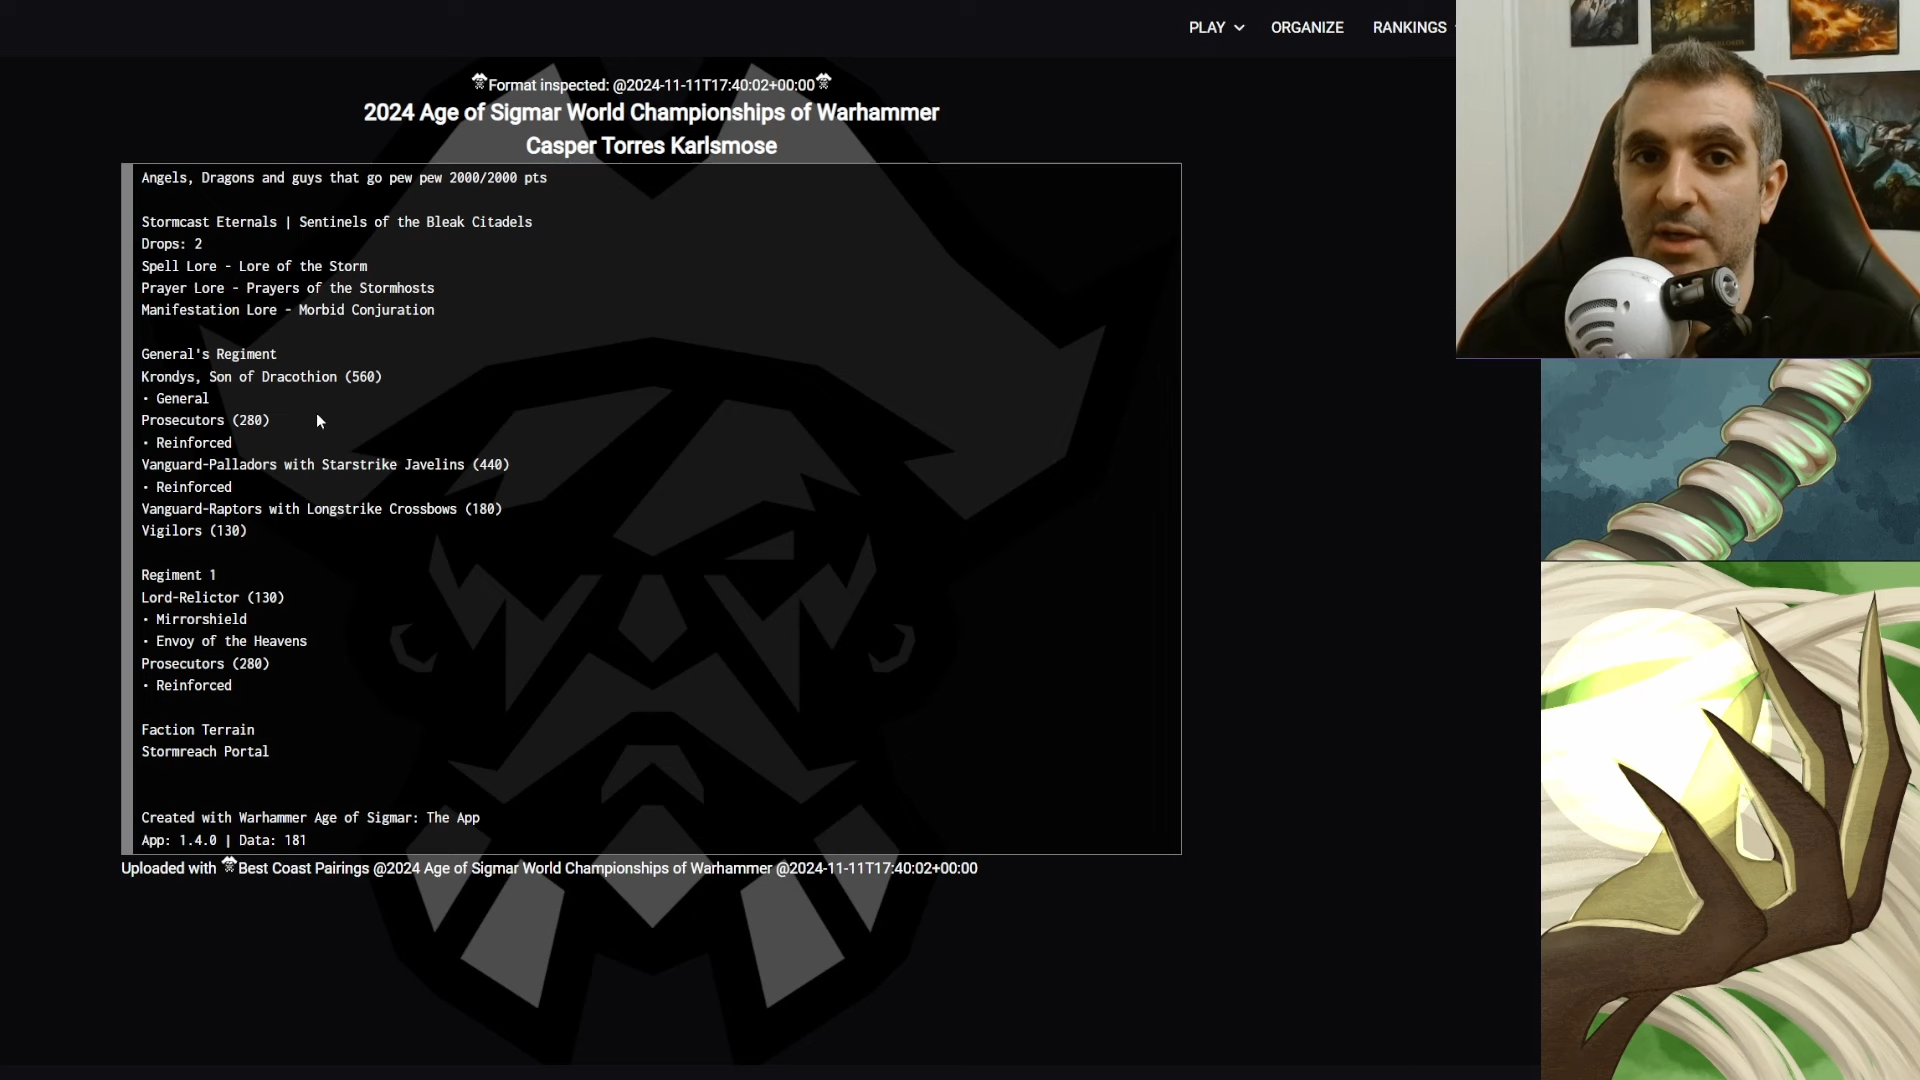 PLAY ORGANIZE RANKINGS
Format inspected: @2024-11-11T17:40:02+00:00
2024 Age of Sigmar World Championships of Warhammer
Casper Torres Karlsmose
Angels, Dragons and guys that go pew pew 2000/2000 pts
Stormcast Eternals | Sentinels of the Bleak Citadels
Drops: 2
Spell Lore - Lore of the Storm
Prayer Lore - Prayers of the Stormhosts
Manifestation Lore - Morbid Conjuration
General's Regiment
Krondys, Son of Dracothion (560)
• General
Prosecutors (280)
• Reinforced
Vanguard-Palladors with Starstrike Javelins (440)
• Reinforced
Vanguard-Raptors with Longstrike Crossbows (180)
Vigilors (130)
Regiment 1
Lord-Relictor (130)
• Mirrorshield
• Envoy of the Heavens
Prosecutors (280)
• Reinforced
Faction Terrain
Stormreach Portal
Created with Warhammer Age of Sigmar: The App
App: 1.4.0 | Data: 181
Uploaded with Best Coast Pairings @2024 Age of Sigmar World Championships of Warhammer @2024-11-11T17:40:02+00:00